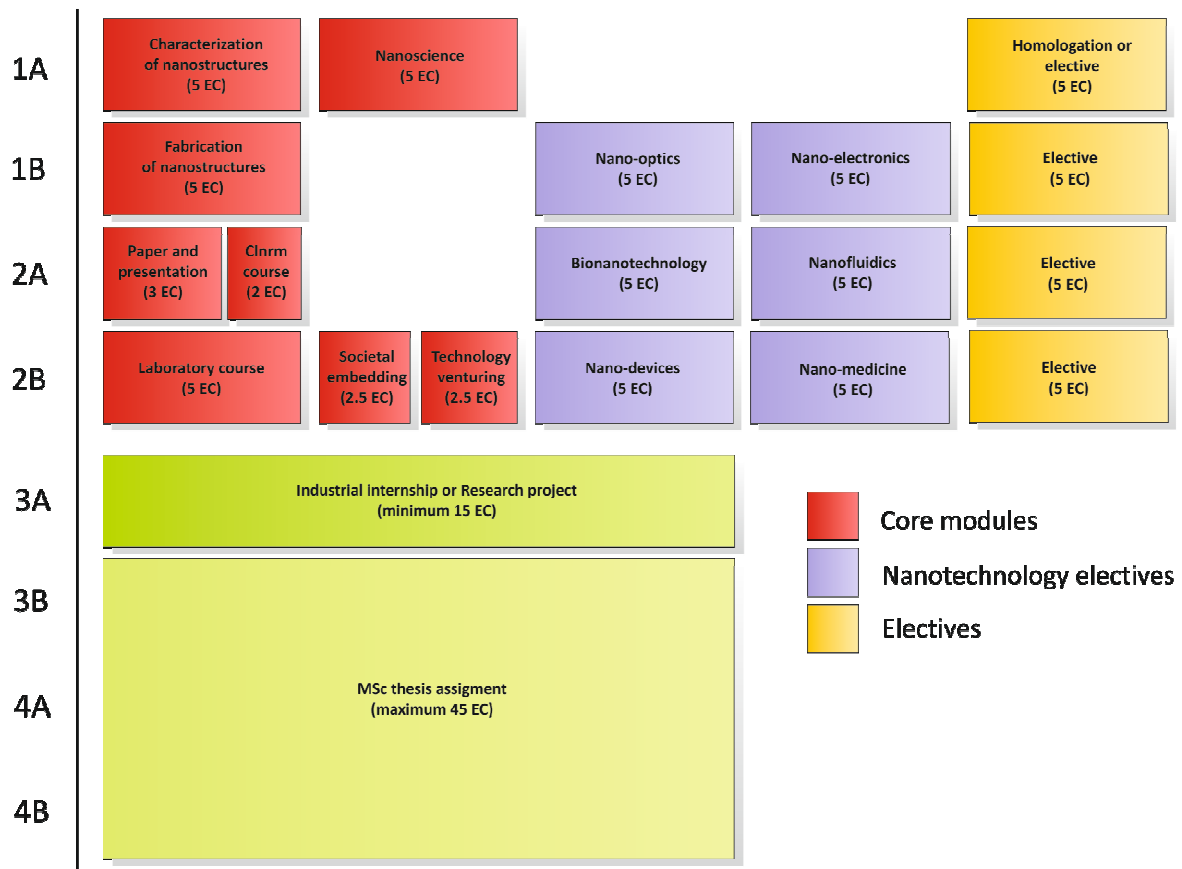 1A
Characterization
of nanostructures
(5 EC)
Nanoscience
(5 EC)
Homologation or
elective
(5 EC)
1B
Fabrication
of nanostructures
(5 EC)
Nano-optics
(5 EC)
Nano-electronics
(5 EC)
Elective
(5 EC)
2A
Paper and
presentation
(3 EC)
Clnrm
course
(2 EC)
Bionanotechnology
(5 EC)
Nanofluidics
(5 EC)
Elective
(5 EC)
2B
Laboratory course
(5 EC)
Societal
embedding
(2.5 EC)
Technology
venturing
(2.5 EC)
Nano-devices
(5 EC)
Nano-medicine
(5 EC)
Elective
(5 EC)
3A
Industrial internship or Research project
(minimum 15 EC)
3B
4A
4B
MSc thesis assigment
(maximum 45 EC)
Core modules
Nanotechnology electives
Electives